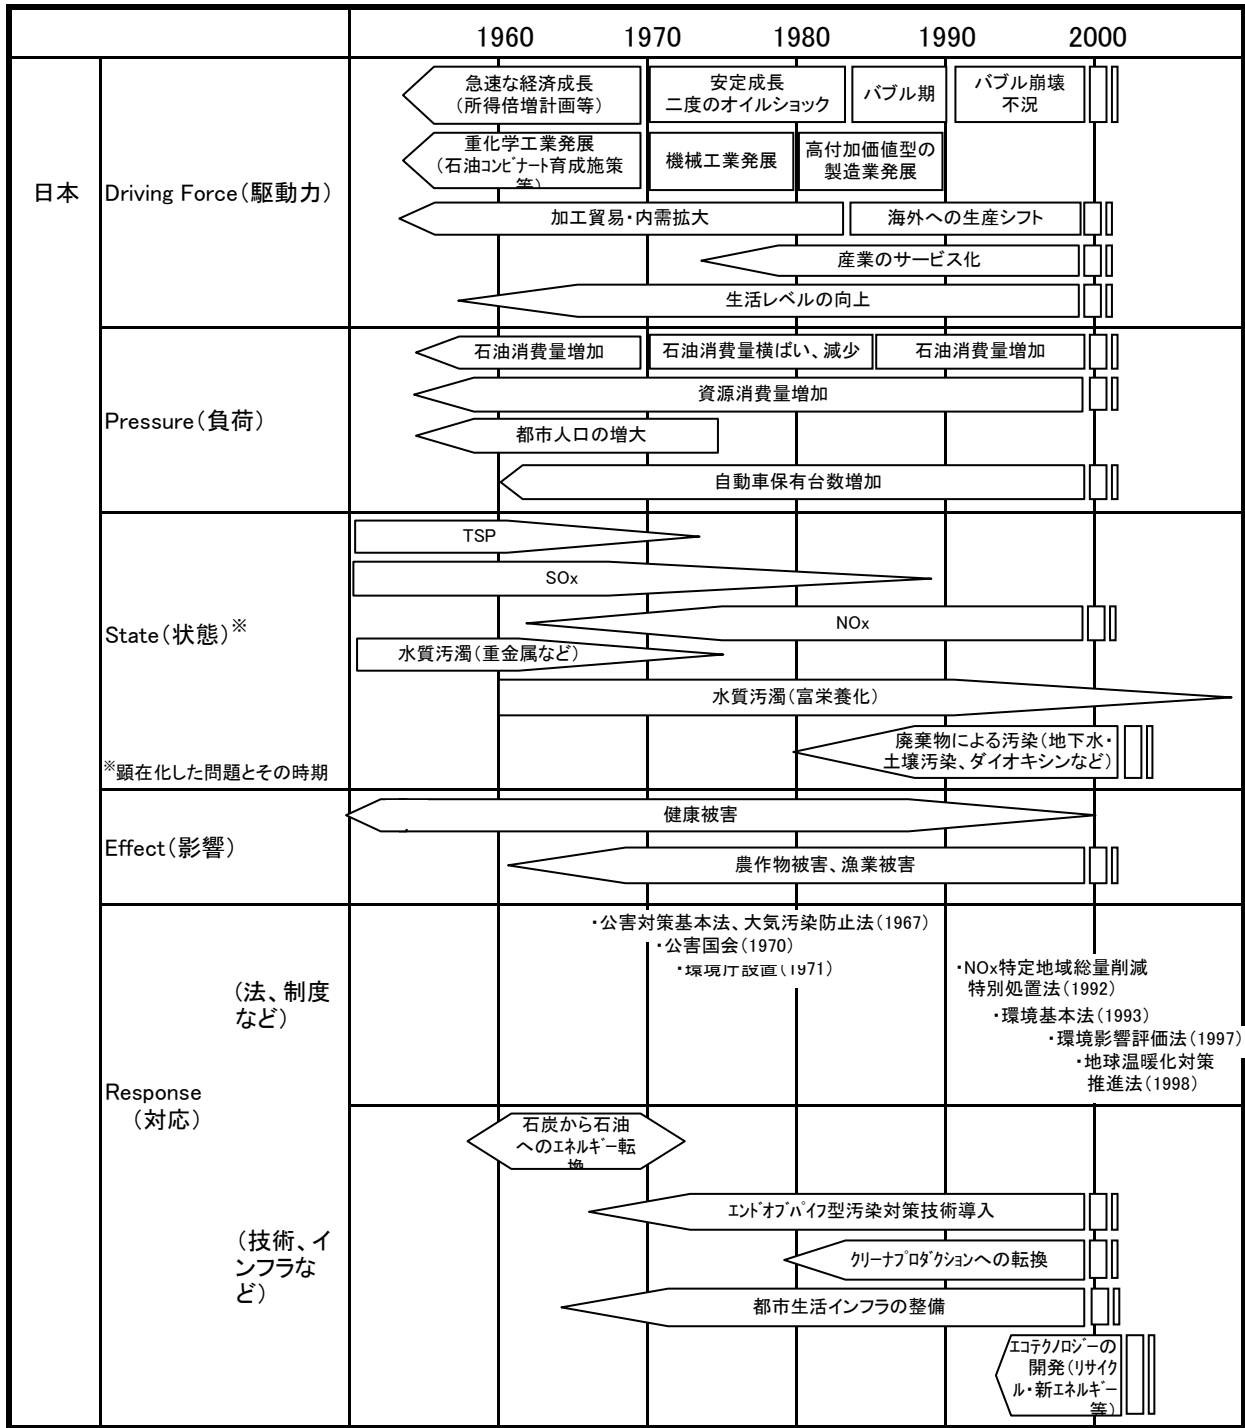 1960 1970 1980 1990 2000
日本
Driving Force(駆動力)
急速な経済成長
(所得倍増計画等)
安定成長
二度のオイルショック
バブル期
バブル崩壊
不況
重化学工業発展
(石油コンビナート育成施策
等)
機械工業発展
高付加価値型の
製造業発展
加工貿易・内需拡大
海外への生産シフト
産業のサービス化
生活レベルの向上
Pressure(負荷)
石油消費量増加
石油消費量横ばい、減少
石油消費量増加
資源消費量増加
都市人口の増大
自動車保有台数増加
State(状態)※
※顕在化した問題とその時期
TSP
SOx
NOx
水質汚濁(重金属など)
水質汚濁(富栄養化)
廃棄物による汚染(地下水・
土壌汚染、ダイオキシンなど)
Effect(影響)
健康被害
農作物被害、漁業被害
Response
(対応)
(法、制度
など)
・公害対策基本法、大気汚染防止法(1967)
・公害国会(1970)
・環境庁設置(1971)
・NOx特定地域総量削減
特別処置法(1992)
・環境基本法(1993)
・環境影響評価法(1997)
・地球温暖化対策
推進法(1998)
(技術、イ
ンフラな
ど)
石炭から石油
へのエネルギー転
換
エンドオブパイプ型汚染対策技術導入
クリーナプロダクションへの転換
都市生活インフラの整備
エコテクノロジーの
開発(リサイク
ル・新エネルギー
等)